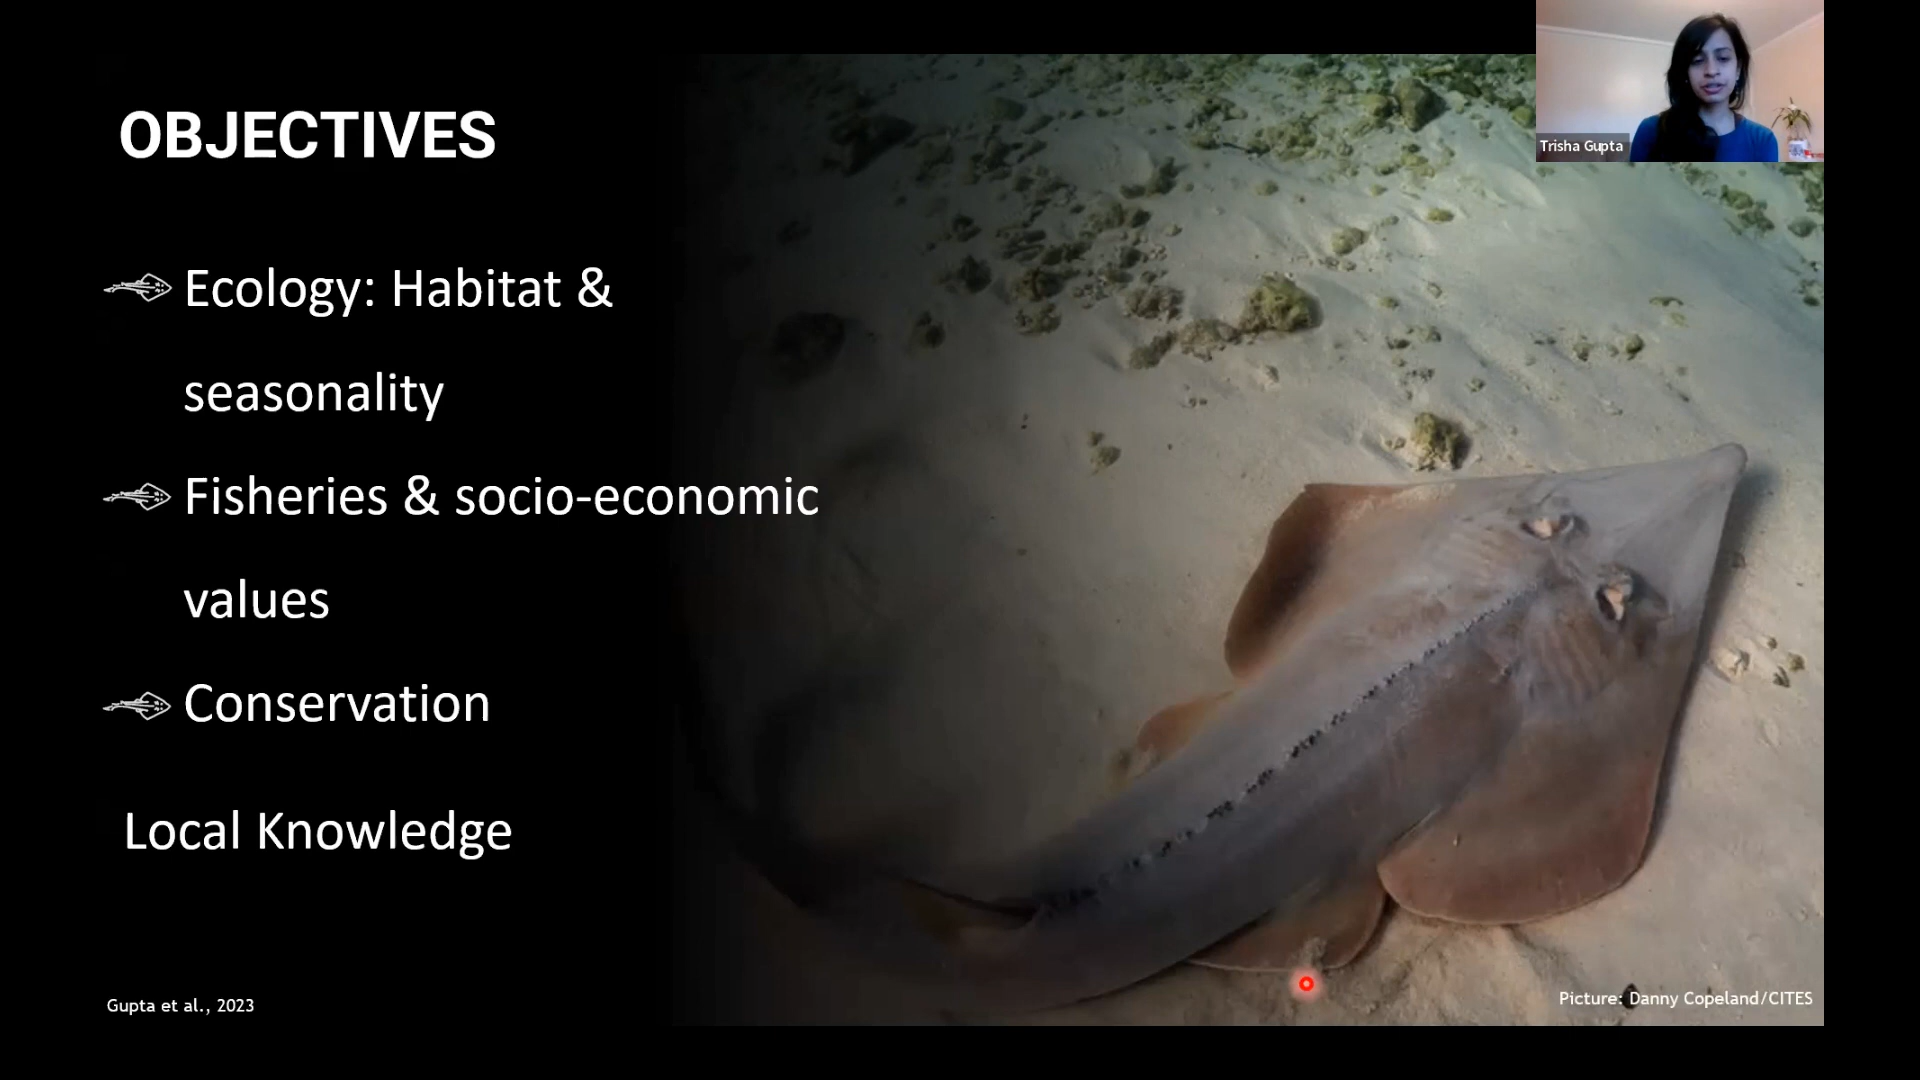 OBJECTIVES
Ecology: Habitat &
seasonality
Fisheries & socio-economic
values
Conservation
Local Knowledge
Gupta et al., 2023
Picture: Danny Copeland/CITES
Trisha Gupta